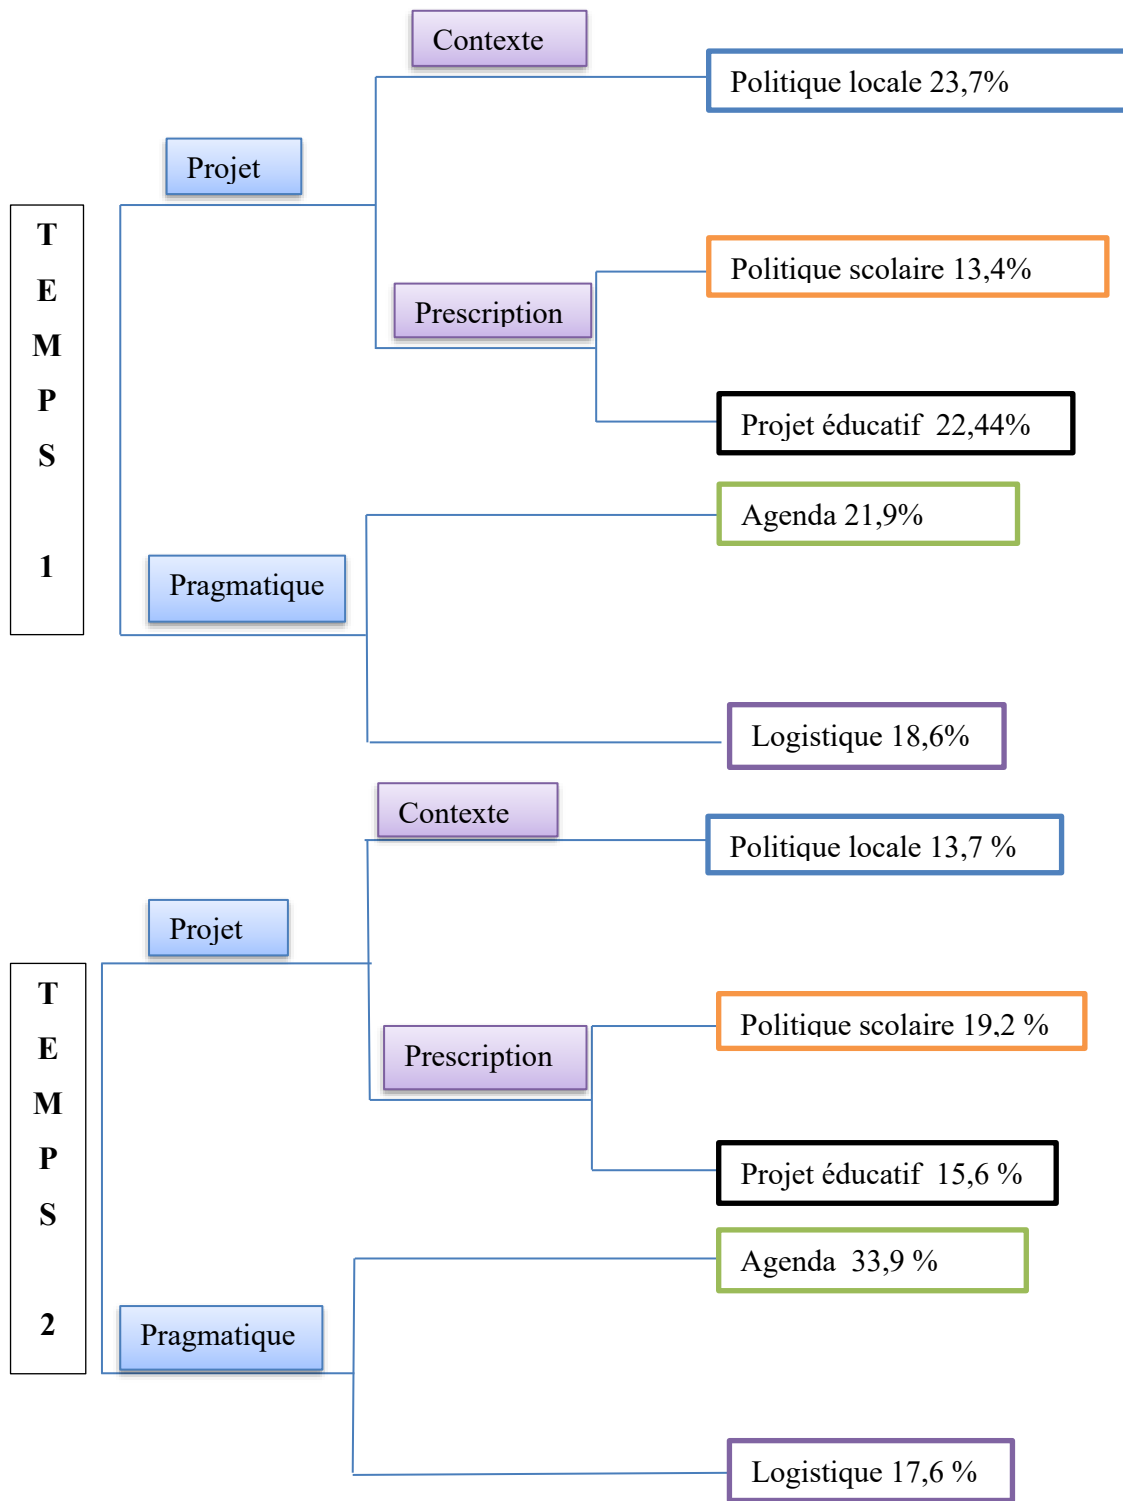 Contexte
Politique locale 23,7%
Projet
T
E
M
P
S
1
Politique scolaire 13,4%
Prescription
Projet éducatif 22,44%
Agenda 21,9%
Pragmatique
Logistique 18,6%
Contexte
Politique locale 13,7 %
Projet
T
E
M
P
S
2
Politique scolaire 19,2 %
Prescription
Projet éducatif 15,6 %
Agenda 33,9 %
Pragmatique
Logistique 17,6 %